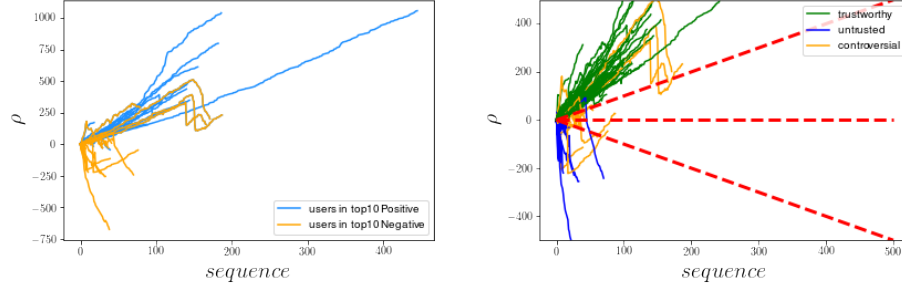 1000
750
500
250
0
−250
−500
−750
ρ
0
100
200
300
400
sequence
users in top10 Positive
users in top10 Negative
400
200
0
−200
−400
ρ
0
100
200
300
400
500
sequence
trustworthy
untrusted
controversial